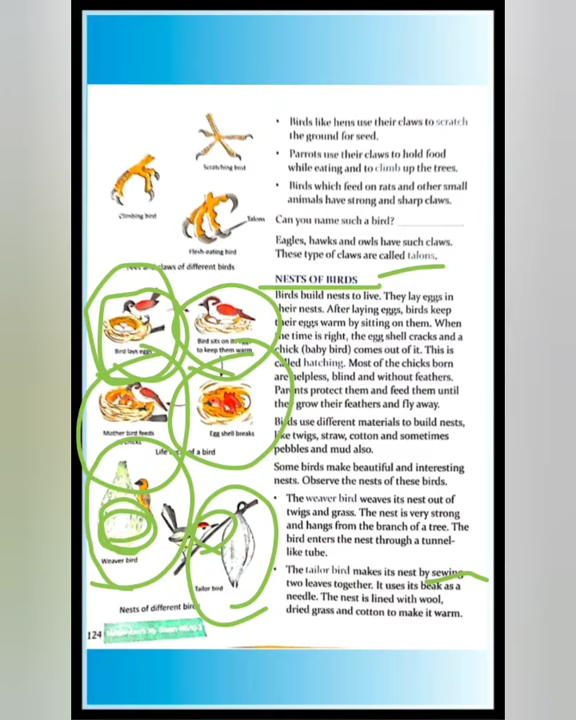 Scratching bird
Climbing bird
Talons
Flesh-eating bird
claws of different birds
Bird lays eggs
Bird sits on
to keep them warm
Mother bird feeds
Egg shell breaks
Life of a bird
Weaver bird
Tailor bird
Nests of different bird
124
• Birds like hens use their claws to scratch
the ground for seed.
• Parrots use their claws to hold food
while eating and to climb up the trees.
• Birds which feed on rats and other small
animals have strong and sharp claws.
Can you name such a bird? ____________
Eagles, hawks and owls have such claws.
These type of claws are called talons.
NESTS OF BIRDS
Birds build nests to live. They lay eggs in
their nests. After laying eggs, birds keep
their eggs warm by sitting on them. When
the time is right, the egg shell cracks and a
chick (baby bird) comes out of it. This is
called hatching. Most of the chicks born
are helpless, blind and without feathers.
Parents protect them and feed them until
they grow their feathers and fly away.
Birds use different materials to build nests,
like twigs, straw, cotton and sometimes
pebbles and mud also.
Some birds make beautiful and interesting
nests. Observe the nests of these birds.
• The weaver bird weaves its nest out of
twigs and grass. The nest is very strong
and hangs from the branch of a tree. The
bird enters the nest through a tunnel-
like tube.
• The tailor bird makes its nest by sewing
two leaves together. It uses its beak as a
needle. The nest is lined with wool,
dried grass and cotton to make it warm.